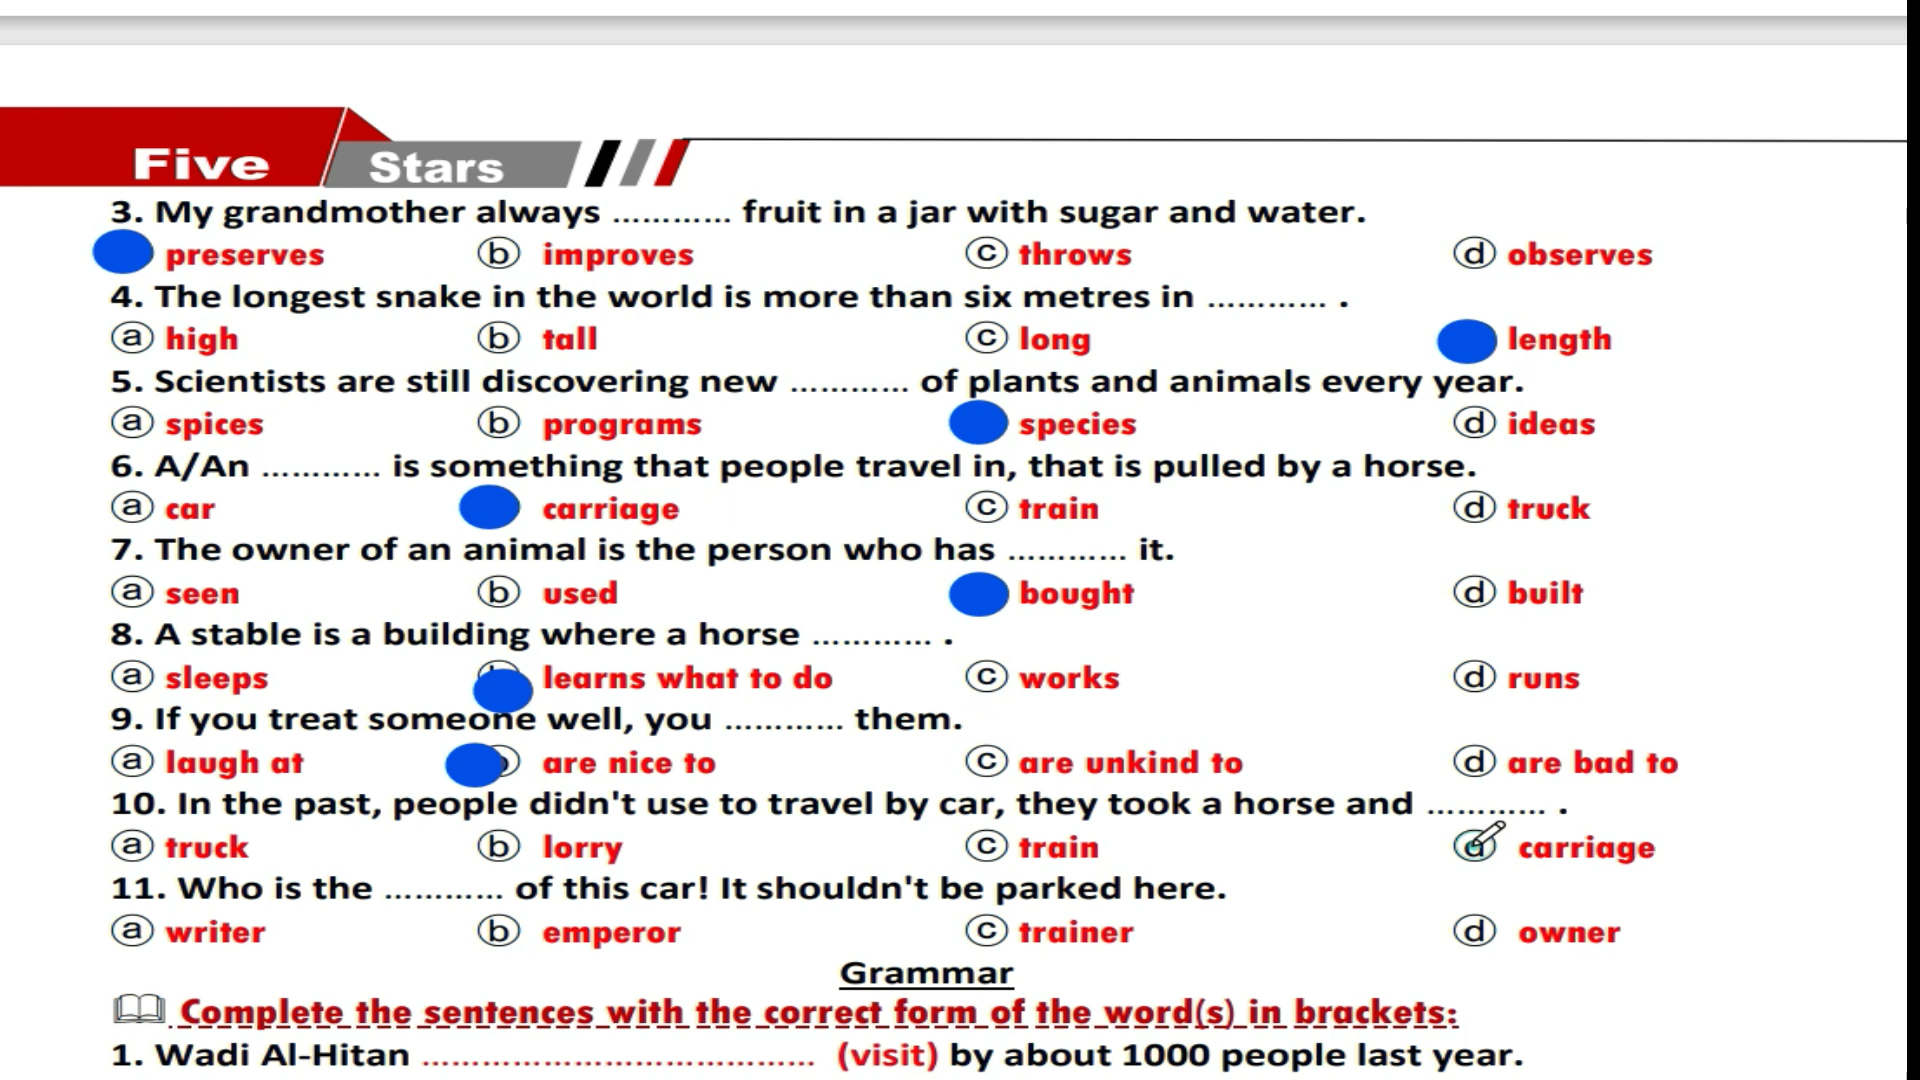 Five Stars
3. My grandmother always ............ fruit in a jar with sugar and water.
preserves ⓑ improves ⓒ throws ⓓ observes
4. The longest snake in the world is more than six metres in ............ .
ⓐ high ⓑ tall ⓒ long length
5. Scientists are still discovering new ............ of plants and animals every year.
ⓐ spices ⓑ programs species ⓓ ideas
6. A/An ............ is something that people travel in, that is pulled by a horse.
ⓐ car carriage ⓒ train ⓓ truck
7. The owner of an animal is the person who has ............ it.
ⓐ seen ⓑ used bought ⓓ built
8. A stable is a building where a horse ............ .
ⓐ sleeps learns what to do ⓒ works ⓓ runs
9. If you treat someone well, you ............ them.
ⓐ laugh at are nice to ⓒ are unkind to ⓓ are bad to
10. In the past, people didn't use to travel by car, they took a horse and ............ .
ⓐ truck ⓑ lorry ⓒ train ⓓ carriage
11. Who is the ............ of this car! It shouldn't be parked here.
ⓐ writer ⓑ emperor ⓒ trainer ⓓ owner
Grammar
Complete the sentences with the correct form of the word(s) in brackets:
1. Wadi Al-Hitan ....................................... (visit) by about 1000 people last year.